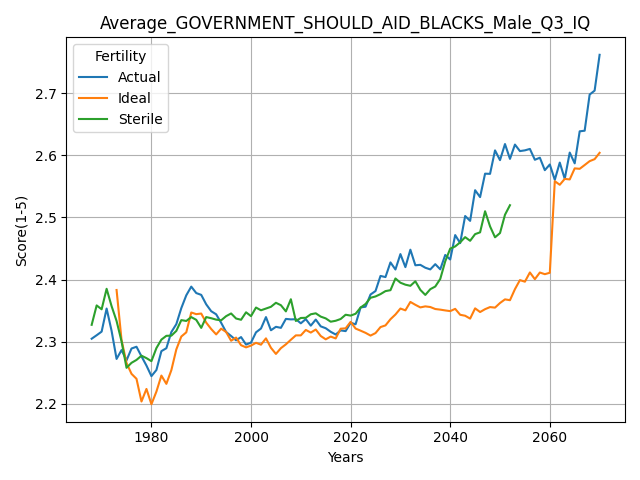 Average_GOVERNMENT_SHOULD_AID_BLACKS_Male_Q3_IQ
Fertility
Actual
Ideal
Sterile
Score(1-5)
2.7
2.6
2.5
2.4
2.3
2.2
1980 2000 2020 2040 2060
Years